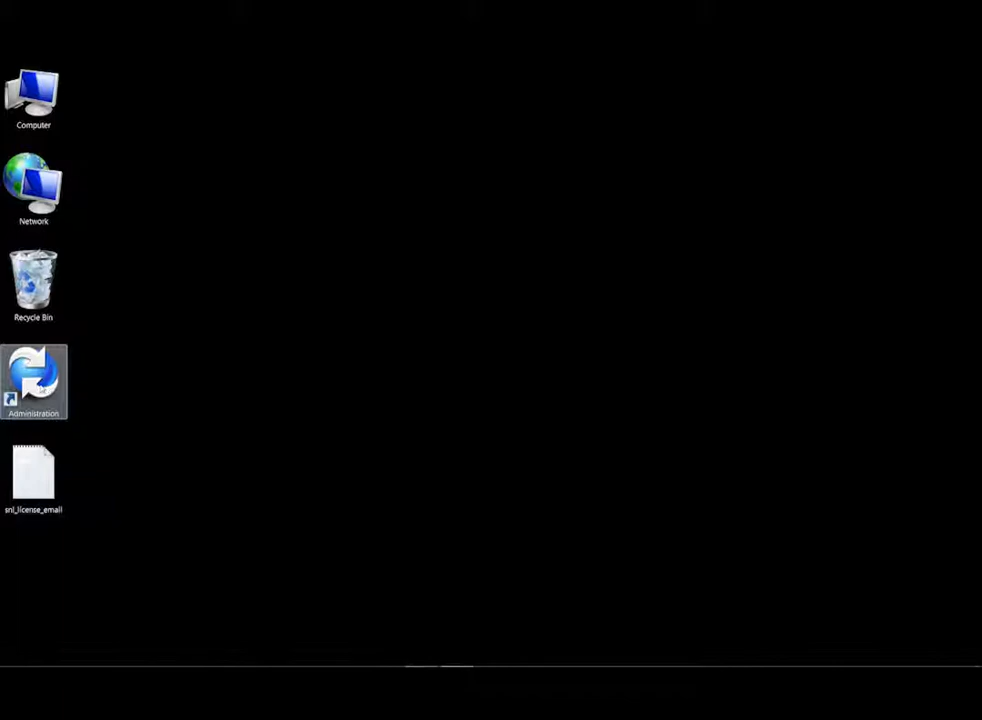 Computer
Network
Recycle Bin
Administration
snl_license_email